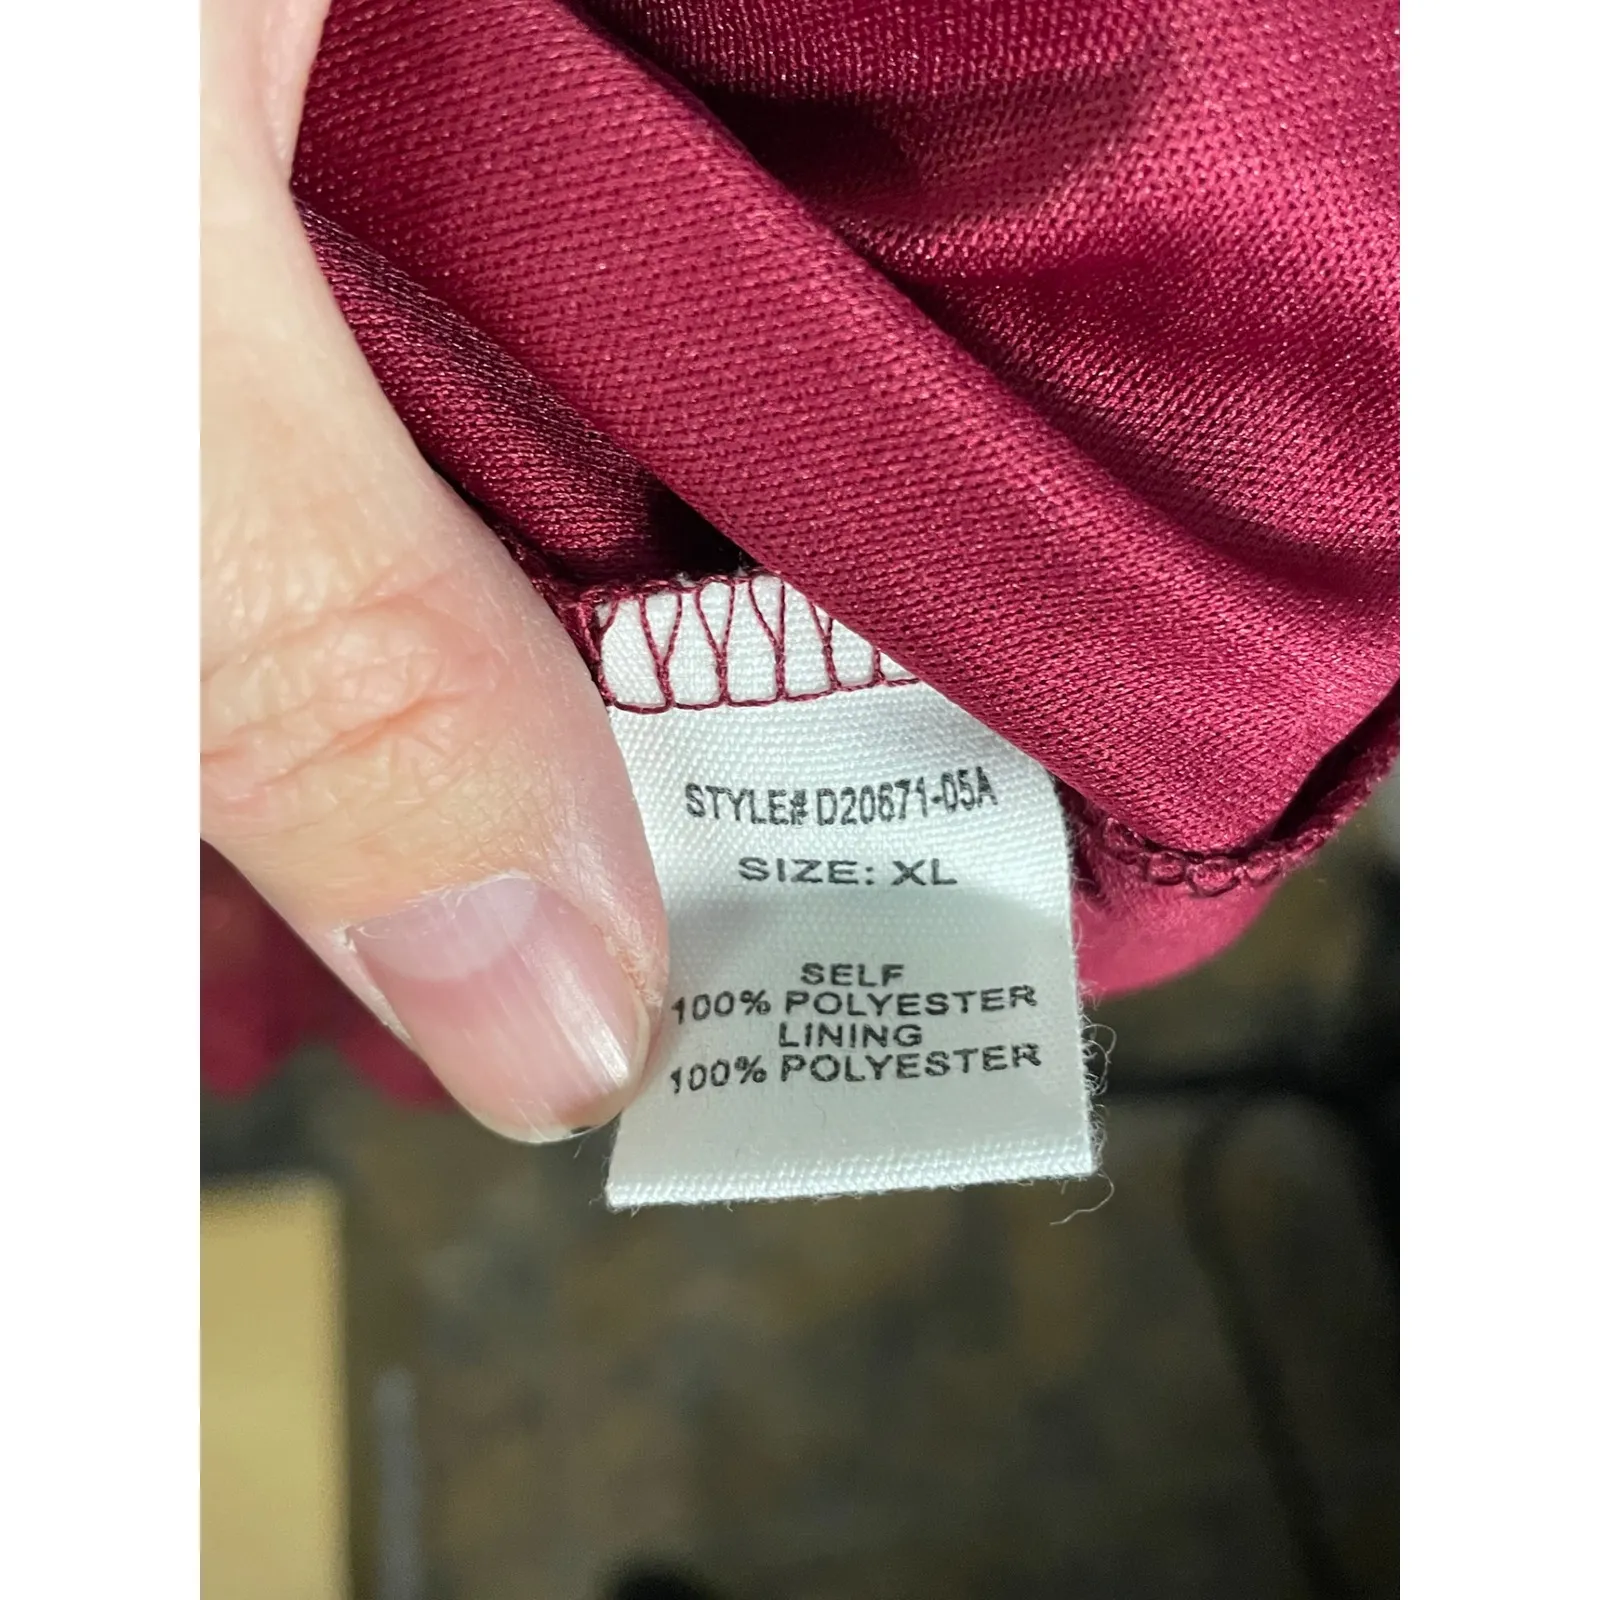 STYLE# D20671-05A
SIZE: XL
SELF
100% POLYESTER
LINING
100% POLYESTER